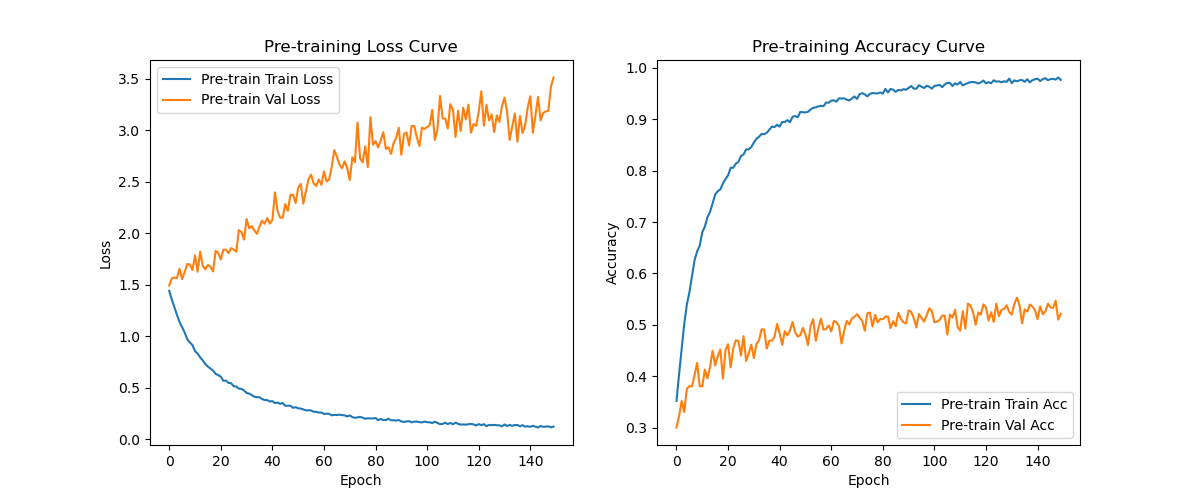 Pre-training Loss Curve
Pre-train Train Loss
Pre-train Val Loss
Loss
3.5
3.0
2.5
2.0
1.5
1.0
0.5
0.0
0 20 40 60 80 100 120 140
Epoch
Pre-training Accuracy Curve
Accuracy
1.0
0.9
0.8
0.7
0.6
0.5
0.4
0.3
Pre-train Train Acc
Pre-train Val Acc
0 20 40 60 80 100 120 140
Epoch